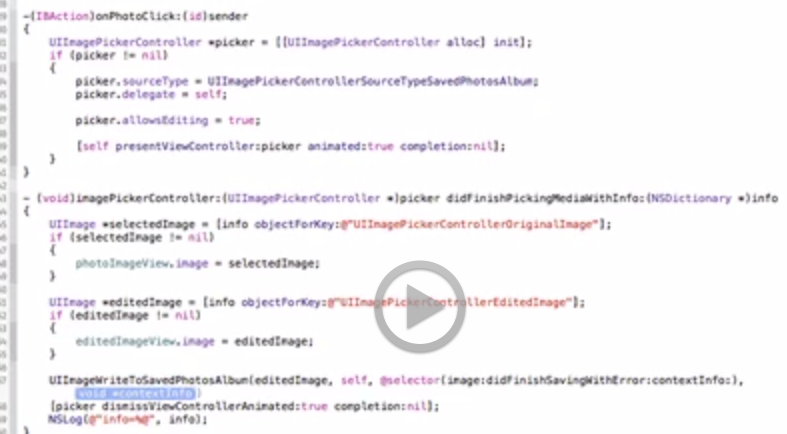 -(IBAction)onPhotoClick:(id)sender
{
UIImagePickerController *picker = [[UIImagePickerController alloc] init];
if (picker != nil)
{
picker.sourceType = UIImagePickerControllerSourceTypeSavedPhotosAlbum;
picker.delegate = self;
picker.allowsEditing = true;
[self presentViewController:picker animated:true completion:nil];
}
}
- (void)imagePickerController:(UIImagePickerController *)picker didFinishPickingMediaWithInfo:(NSDictionary *)info
{
UIImage *selectedImage = [info objectForKey:@"UIImagePickerControllerOriginalImage"];
if (selectedImage != nil)
{
photoImageView.image = selectedImage;
}
UIImage *editedImage = [info objectForKey:@"UIImagePickerControllerEditedImage"];
if (editedImage != nil)
{
editedImageView.image = editedImage;
}
UIImageWriteToSavedPhotosAlbum(editedImage, self, @selector(image:didFinishSavingWithError:contextInfo:),
void *contextInfo)
[picker dismissViewControllerAnimated:true completion:nil];
NSLog(@"info=%@", info);
}